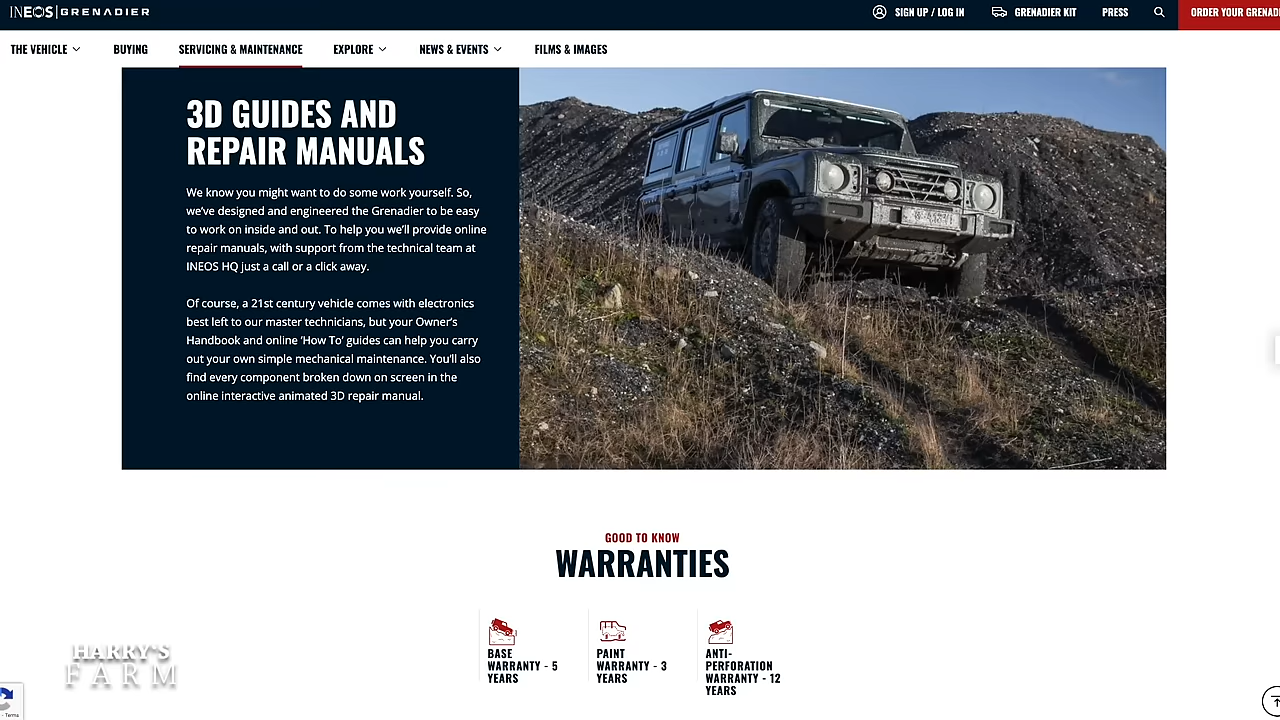 INEOS|GRENADIER
SIGN UP / LOG IN
GRENADIER KIT
PRESS
ORDER YOUR GRENAD
THE VEHICLE
BUYING
SERVICING & MAINTENANCE
EXPLORE
NEWS & EVENTS
FILMS & IMAGES
3D GUIDES AND
REPAIR MANUALS
We know you might want to do some work yourself. So,
we've designed and engineered the Grenadier to be easy
to work on inside and out. To help you we'll provide online
repair manuals, with support from the technical team at
INEOS HQ just a call or a click away.
Of course, a 21st century vehicle comes with electronics
best left to our master technicians, but your Owner's
Handbook and online 'How To' guides can help you carry
out your own simple mechanical maintenance. You'll also
find every component broken down on screen in the
online interactive animated 3D repair manual.
GOOD TO KNOW
WARRANTIES
BASE
WARRANTY - 5
YEARS
PAINT
WARRANTY - 3
YEARS
ANTI-
PERFORATION
WARRANTY - 12
YEARS
HARRY'S
FARM
- Terms